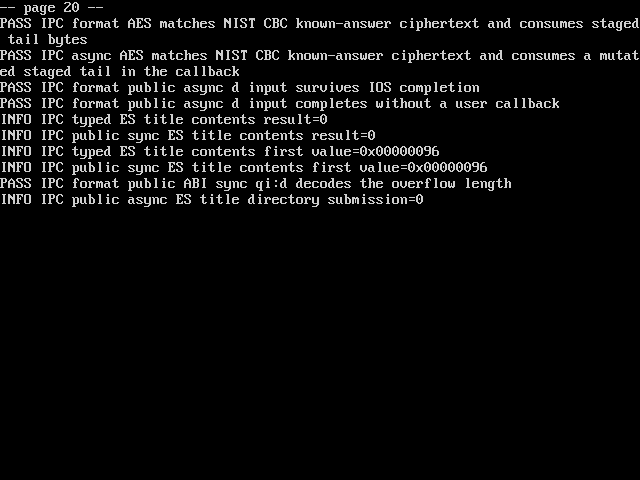 -- page 20 --
PASS IPC format AES matches NIST CBC known-answer ciphertext and consumes staged
 tail bytes
PASS IPC async AES matches NIST CBC known-answer ciphertext and consumes a mutat
ed staged tail in the callback
PASS IPC format public async d input survives IOS completion
PASS IPC format public async d input completes without a user callback
INFO IPC typed ES title contents result=0
INFO IPC public sync ES title contents result=0
INFO IPC typed ES title contents first value=0x00000096
INFO IPC public sync ES title contents first value=0x00000096
PASS IPC format public ABI sync qi:d decodes the overflow length
INFO IPC public async ES title directory submission=0